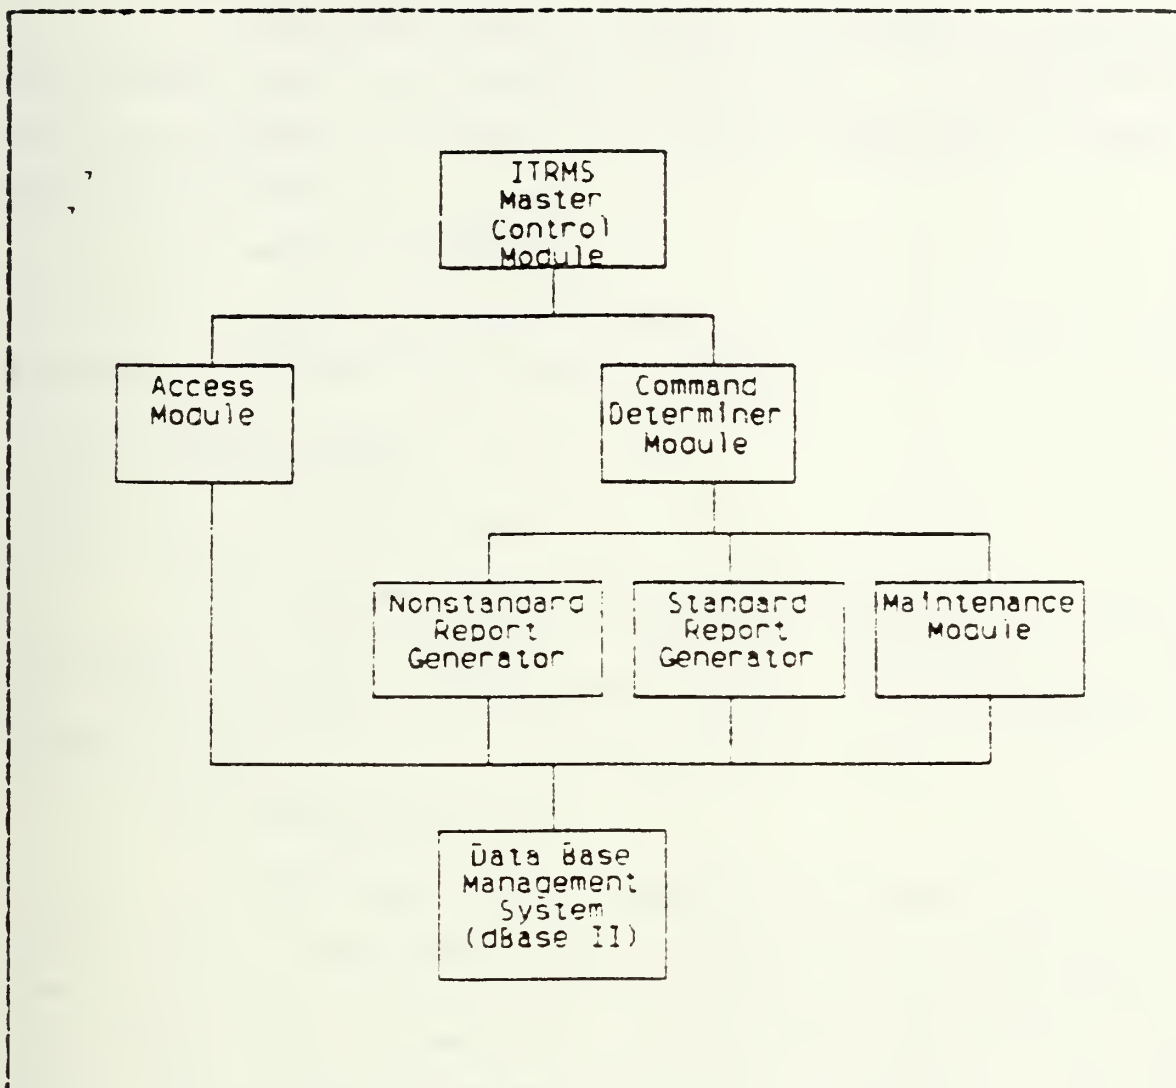 ITRMS
Master
Control
Module
Access
Module
Command
Determiner
Module
Nonstandard
Report
Generator
Standard
Report
Generator
Maintenance
Module
Data Base
Management
System
(dBase II)